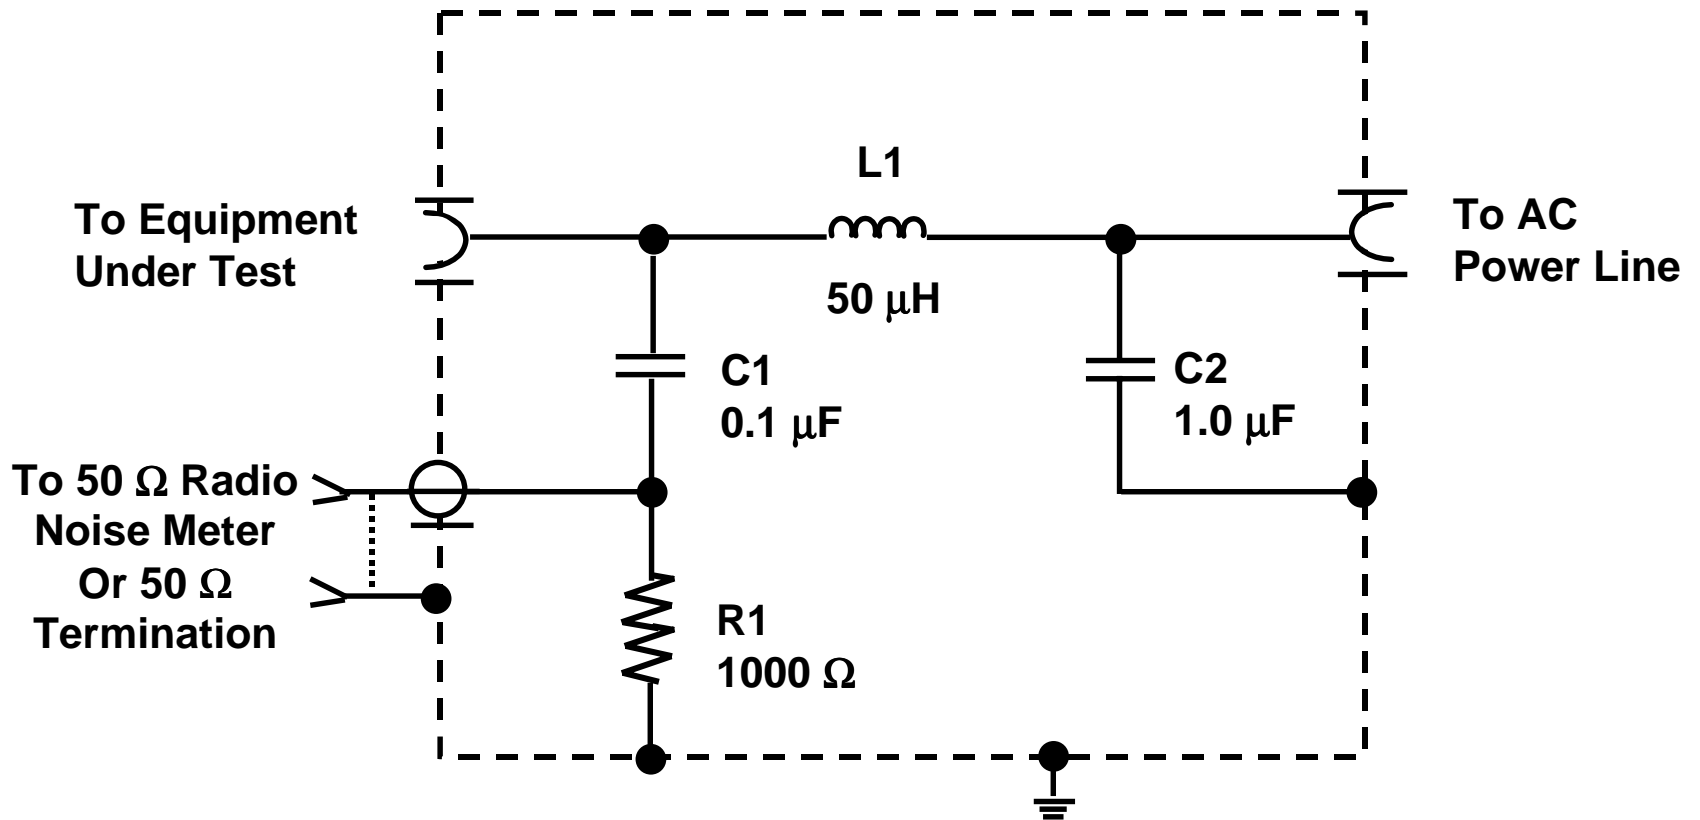 L1
To Equipment
Under Test
To AC
Power Line
50 μH
C1
0.1 μF
C2
1.0 μF
To 50 Ω Radio
Noise Meter
Or 50 Ω
Termination
R1
1000 Ω